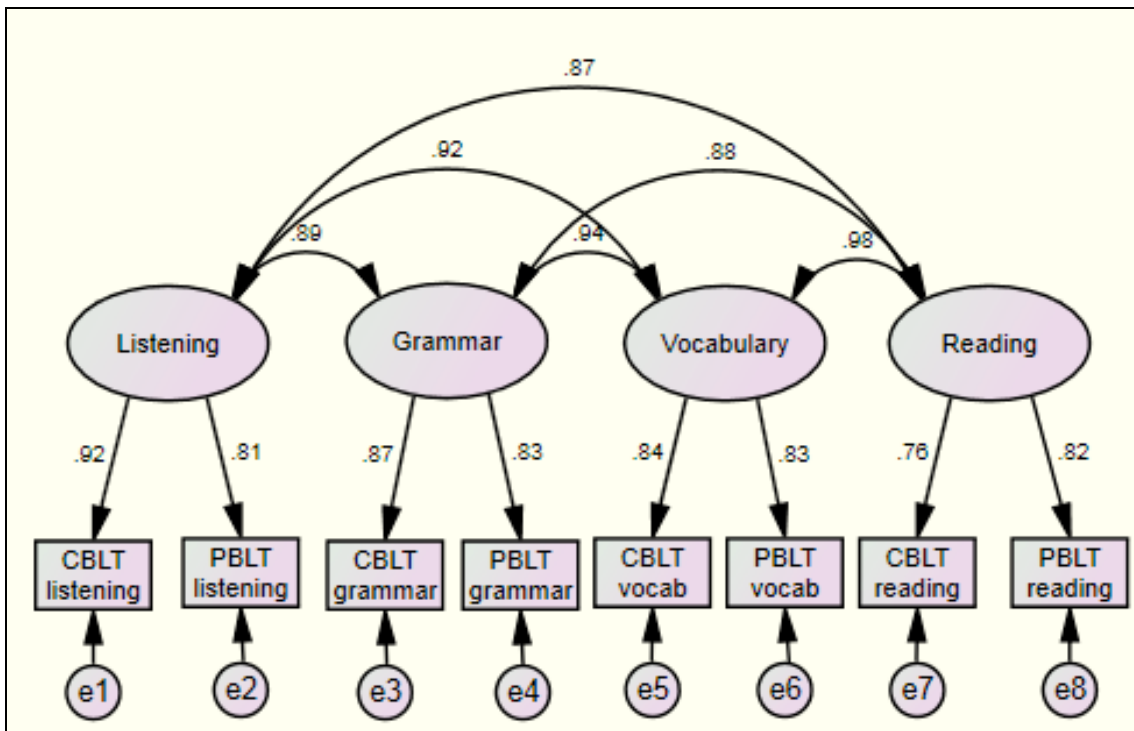 .87
.92
.88
.89
.94
.98
Listening
Grammar
Vocabulary
Reading
.92
.81
.87
.83
.84
.83
.76
.82
CBLT
listening
PBLT
listening
CBLT
grammar
PBLT
grammar
CBLT
vocab
PBLT
vocab
CBLT
reading
PBLT
reading
e1
e2
e3
e4
e5
e6
e7
e8